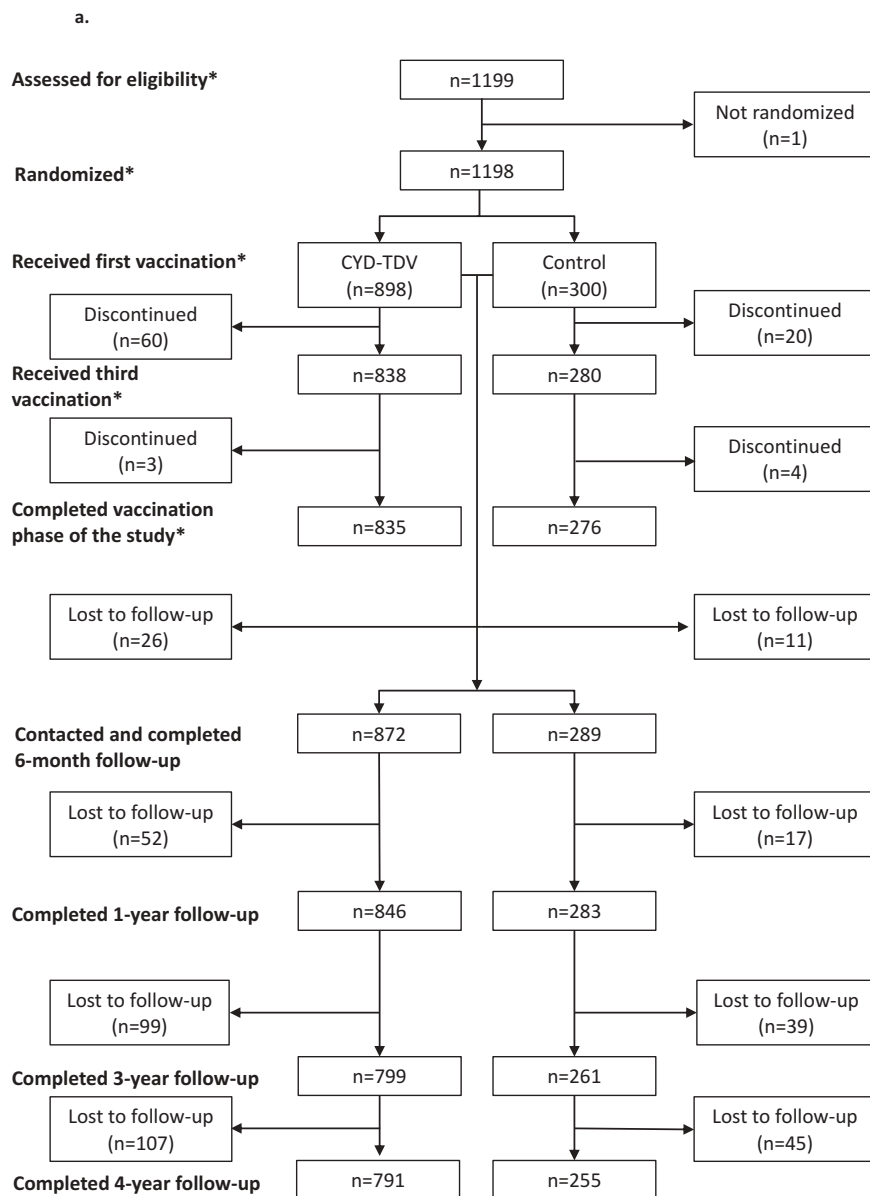 a.
Assessed for eligibility*
n=1199
Not randomized
(n=1)
Randomized*
n=1198
Received first vaccination*
CYD-TDV
(n=898)
Control
(n=300)
Discontinued
(n=60)
Discontinued
(n=20)
Received third
vaccination*
n=838
n=280
Discontinued
(n=3)
Discontinued
(n=4)
Completed vaccination
phase of the study*
n=835
n=276
Lost to follow-up
(n=26)
Lost to follow-up
(n=11)
Contacted and completed
6-month follow-up
n=872
n=289
Lost to follow-up
(n=52)
Lost to follow-up
(n=17)
Completed 1-year follow-up
n=846
n=283
Lost to follow-up
(n=99)
Lost to follow-up
(n=39)
Completed 3-year follow-up
n=799
n=261
Lost to follow-up
(n=107)
Lost to follow-up
(n=45)
Completed 4-year follow-up
n=791
n=255